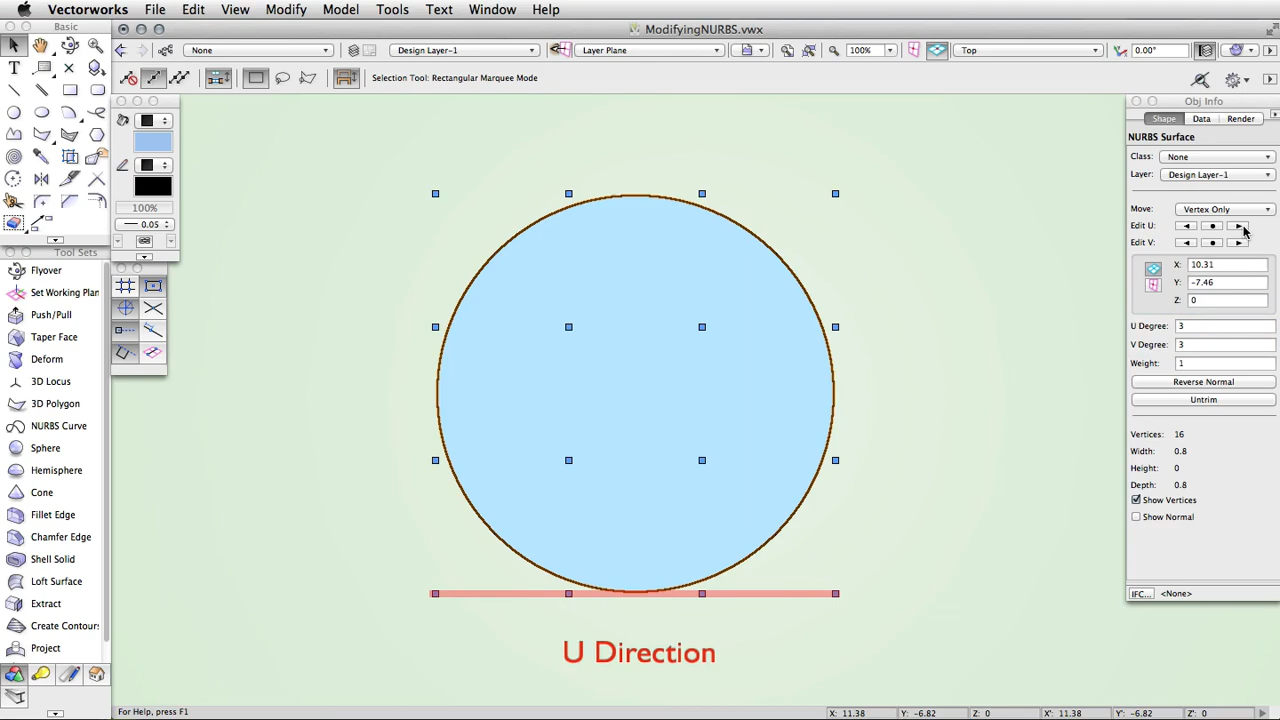 Vectorworks File Edit View Modify Model Tools Text Window Help
ModifyingNURBS.vwx
None Design Layer-1 Layer Plane 100% Top 0.00°
Selection Tool: Rectangular Marquee Mode
Basic
100%
0.05
Tool Sets
Flyover
Set Working Plan
Push/Pull
Taper Face
Deform
3D Locus
3D Polygon
NURBS Curve
Sphere
Hemisphere
Cone
Fillet Edge
Chamfer Edge
Shell Solid
Loft Surface
Extract
Create Contours
Project
U Direction
Obj Info
Shape Data Render
NURBS Surface
Class: None
Layer: Design Layer-1
Move: Vertex Only
Edit U:
Edit V:
X: 10.31
Y: -7.46
Z: 0
U Degree: 3
V Degree: 3
Weight: 1
Reverse Normal
Untrim
Vertices: 16
Width: 0.8
Height: 0
Depth: 0.8
Show Vertices
Show Normal
IFC... <None>
For Help, press F1
X: 11.38 Y: -6.82 Z: 0 X': 11.38 Y': -6.82 Z': 0